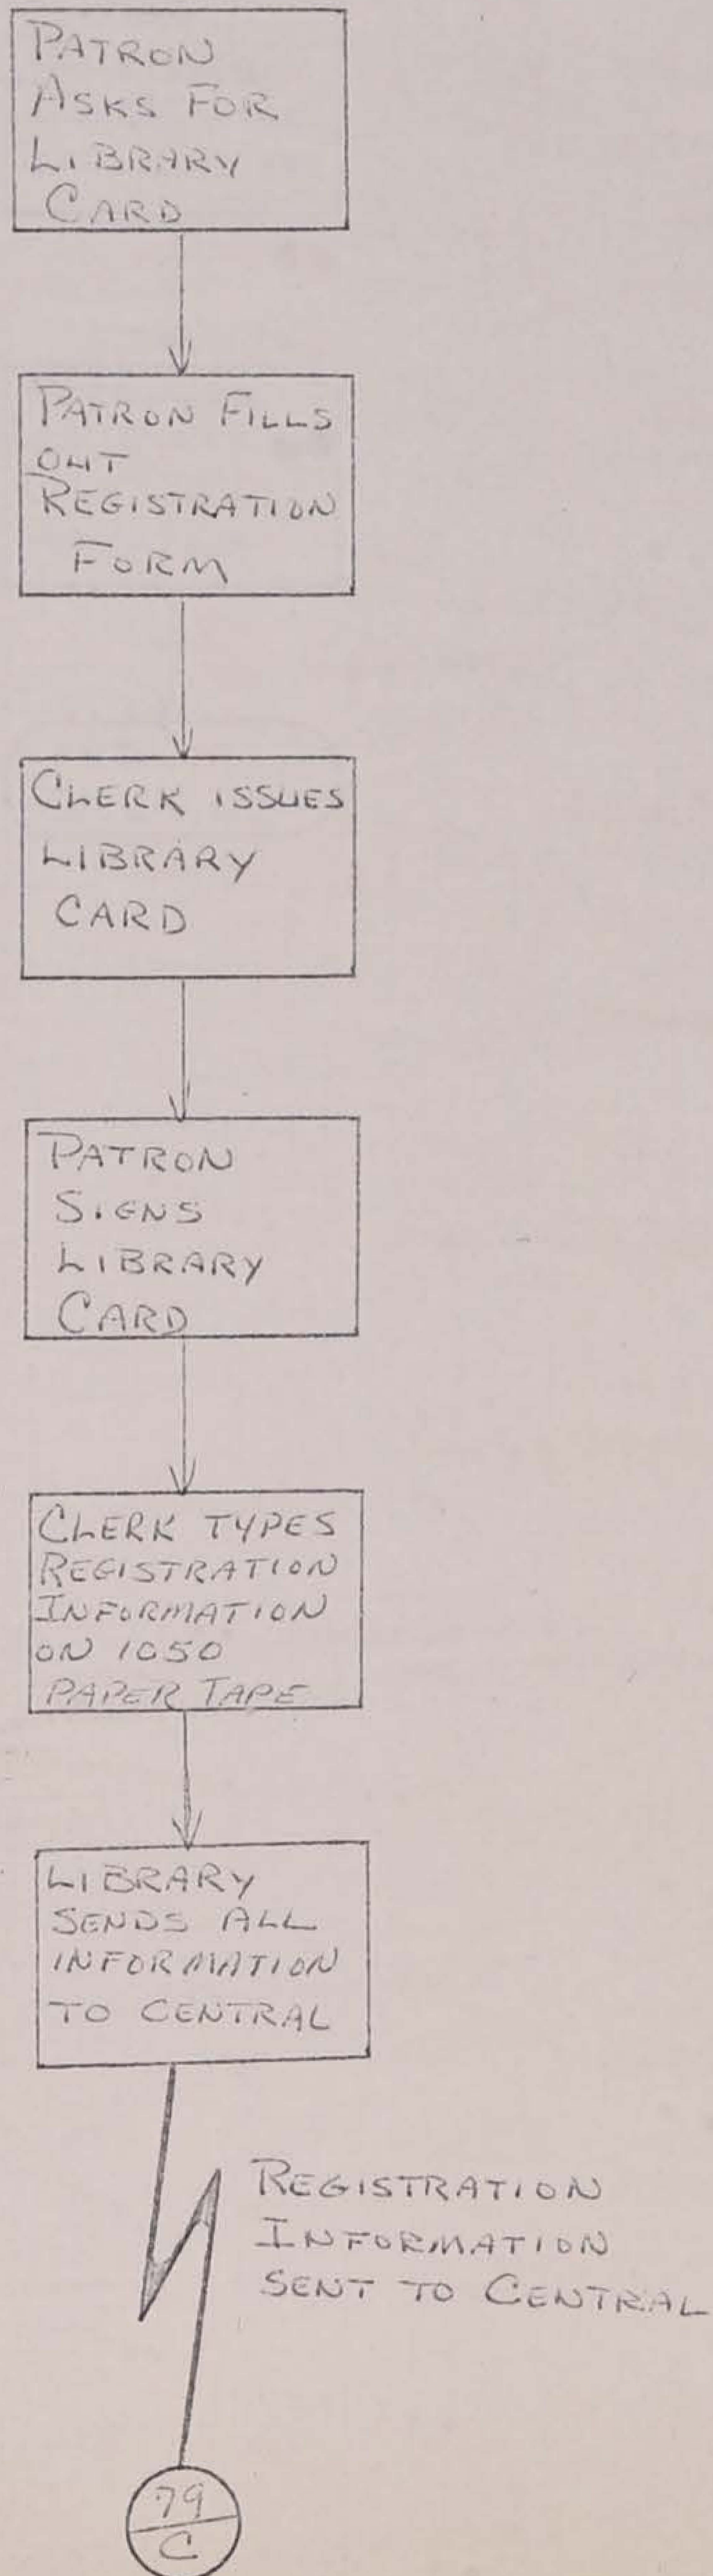 PATRON
ASKS FOR
LIBRARY
CARD
PATRON FILLS
OUT
REGISTRATION
FORM
CLERK ISSUES
LIBRARY
CARD
PATRON
SIGNS
LIBRARY
CARD
CLERK TYPES
REGISTRATION
INFORMATION
ON 1050
PAPER TAPE
LIBRARY
SENDS ALL
INFORMATION
TO CENTRAL
REGISTRATION
INFORMATION
SENT TO CENTRAL
79
C